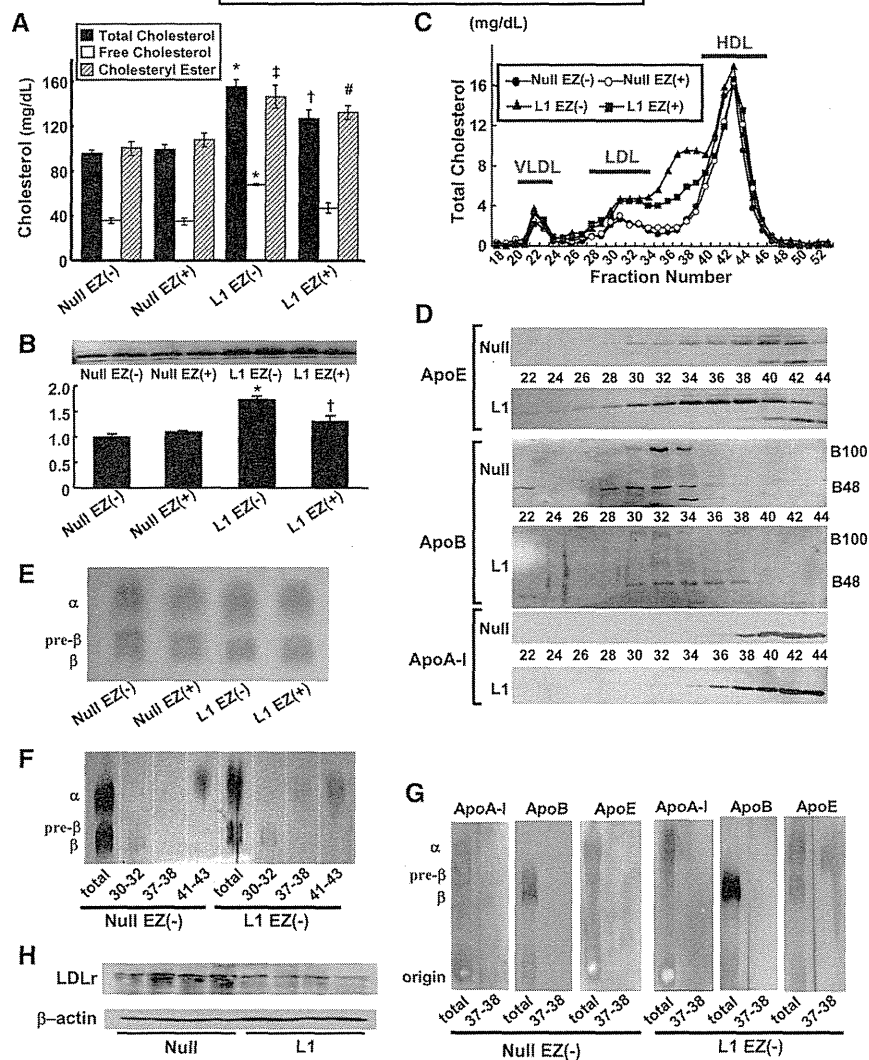 A
Total Cholesterol
Free Cholesterol
Cholesteryl Ester
Cholesterol (mg/dL)
160
120
80
40
0
* ‡
†
#
*
Null EZ(-)
Null EZ(+)
L1 EZ(-)
L1 EZ(+)
B
Null EZ(-) Null EZ(+) L1 EZ(-) L1 EZ(+)
2.0
1.5
1.0
1.5
0
*
†
Null EZ(-)
Null EZ(+)
L1 EZ(-)
L1 EZ(+)
C
(mg/dL)
Total Cholesterol
16
12
8
4
0
Null EZ(-) Null EZ(+)
L1 EZ(-) L1 EZ(+)
VLDL
LDL
HDL
18 20 22 24 26 28 30 32 34 36 38 40 42 44 46 50 52
Fraction Number
D
ApoE
Null
22 24 26 28 30 32 34 36 38 40 42 44
L1
ApoB
Null
B100
B48
22 24 26 28 30 32 34 36 38 40 42 44
L1
B100
B48
ApoA-I
Null
22 24 26 28 30 32 34 36 38 40 42 44
L1
E
α
pre-β
β
Null EZ(-)
Null EZ(+)
L1 EZ(-)
L1 EZ(+)
F
α
pre-β
β
total 30-32 37-38 41-43 total 30-32 37-38 41-43
Null EZ(-) L1 EZ(-)
G
ApoA-I ApoB ApoE ApoA-I ApoB ApoE
α
pre-β
β
origin
total 37-38 total 37-38 total 37-38 total 37-38 total 37-38 total 37-38
Null EZ(-) L1 EZ(-)
H
LDLr
β-actin
Null L1